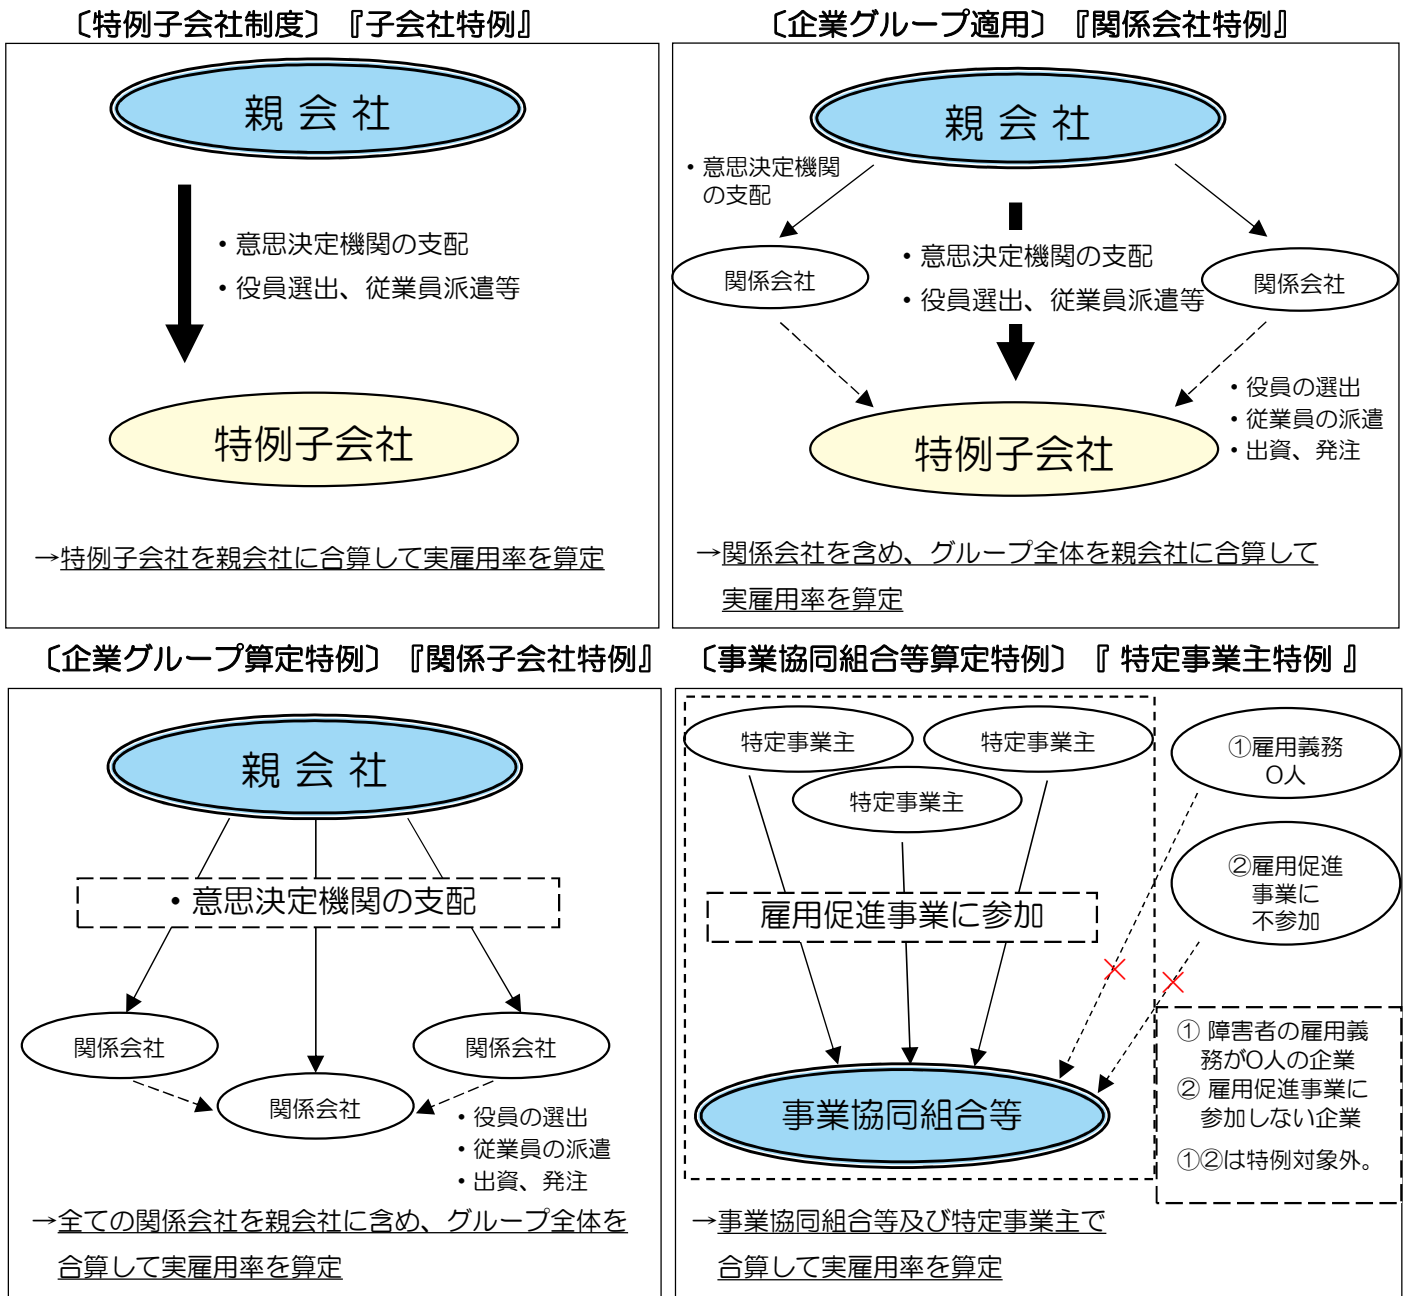 〔特例子会社制度〕『子会社特例』
親 会 社
・意思決定機関の支配
・役員選出、従業員派遣等
特例子会社
→特例子会社を親会社に合算して実雇用率を算定
〔企業グループ適用〕『関係会社特例』
親 会 社
・意思決定機関
の支配
関係会社
・意思決定機関の支配
・役員選出、従業員派遣等
関係会社
・役員の選出
・従業員の派遣
・出資、発注
特例子会社
→関係会社を含め、グループ全体を親会社に合算して
実雇用率を算定
〔企業グループ算定特例〕『関係子会社特例』
親 会 社
・意思決定機関の支配
関係会社
関係会社
関係会社
・役員の選出
・従業員の派遣
・出資、発注
→全ての関係会社を親会社に含め、グループ全体を
合算して実雇用率を算定
〔事業協同組合等算定特例〕『 特定事業主特例 』
特定事業主
特定事業主
特定事業主
①雇用義務
0人
②雇用促進
事業に
不参加
雇用促進事業に参加
事業協同組合等
① 障害者の雇用義
務が0人の企業
② 雇用促進事業に
参加しない企業
①②は特例対象外。
→事業協同組合等及び特定事業主で
合算して実雇用率を算定